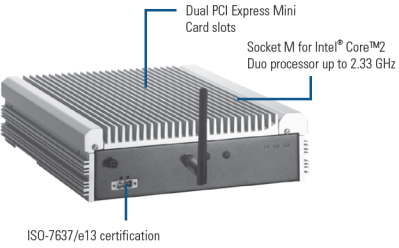 Dual PCI Express Mini
Card slots
Socket M for Intel® Core™2
Duo processor up to 2.33 GHz
ISO-7637/e13 certification